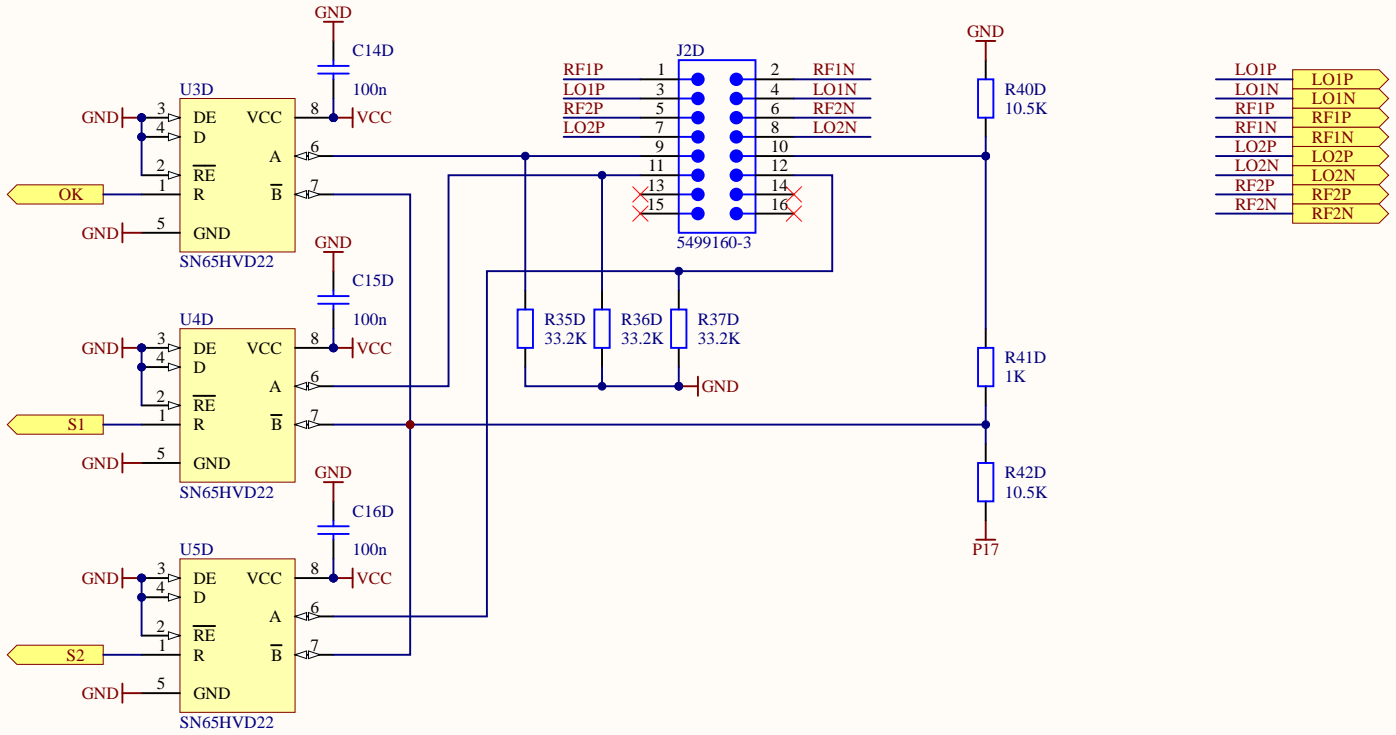 GND
C14D
100n
U3D
GND
3 DE VCC 8 VCC
4 D
A 6
2 RE
OK
1 R B 7
GND 5 GND
SN65HVD22
GND
C15D
100n
U4D
GND
3 DE VCC 8 VCC
4 D
A 6
2 RE
S1
1 R B 7
GND 5 GND
SN65HVD22
GND
C16D
100n
U5D
GND
3 DE VCC 8 VCC
4 D
A 6
2 RE
S2
1 R B 7
GND 5 GND
SN65HVD22
J2D
RF1P 1 2 RF1N
LO1P 3 4 LO1N
RF2P 5 6 RF2N
LO2P 7 8 LO2N
9 10
11 12
13 14
15 16
5499160-3
R35D
33.2K
R36D
33.2K
R37D
33.2K
GND
GND
R40D
10.5K
R41D
1K
R42D
10.5K
P17
LO1P LO1P
LO1N LO1N
RF1P RF1P
RF1N RF1N
LO2P LO2P
LO2N LO2N
RF2P RF2P
RF2N RF2N